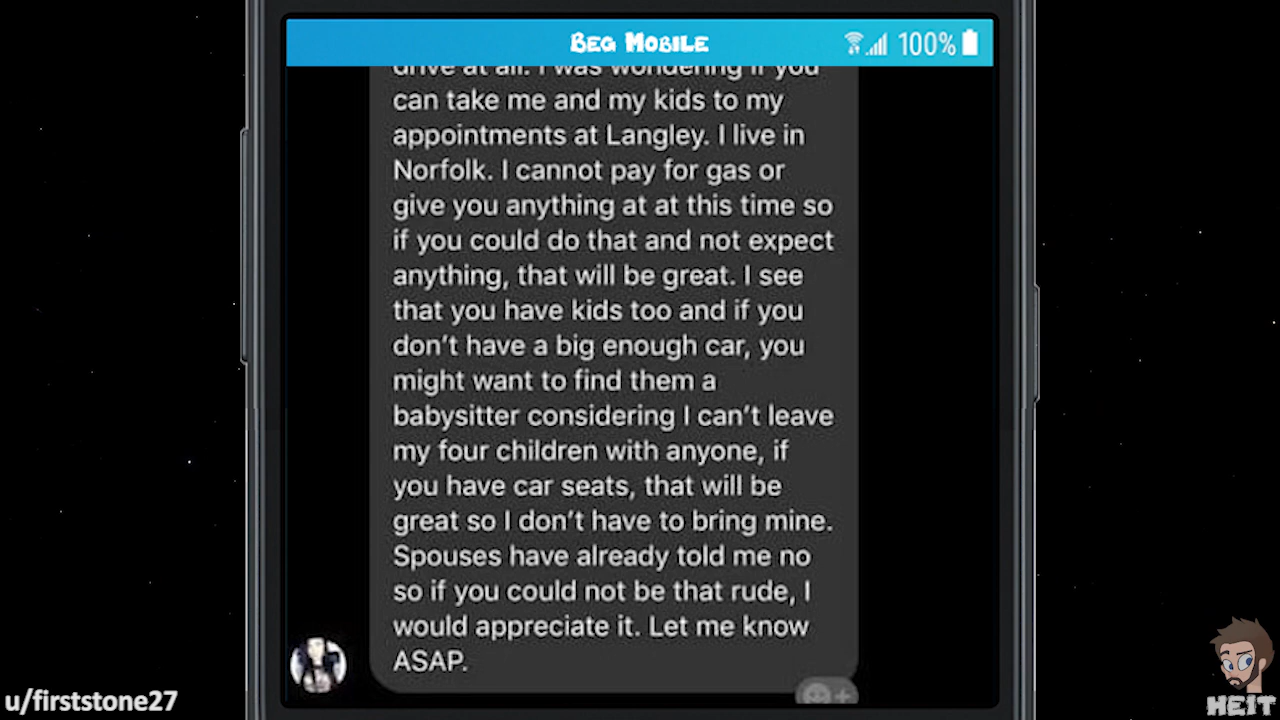 Beg Mobile
100%
drive at all. I was wondering if you
can take me and my kids to my
appointments at Langley. I live in
Norfolk. I cannot pay for gas or
give you anything at at this time so
if you could do that and not expect
anything, that will be great. I see
that you have kids too and if you
don't have a big enough car, you
might want to find them a
babysitter considering I can't leave
my four children with anyone, if
you have car seats, that will be
great so I don't have to bring mine.
Spouses have already told me no
so if you could not be that rude, I
would appreciate it. Let me know
ASAP.
u/firststone27
HEIT